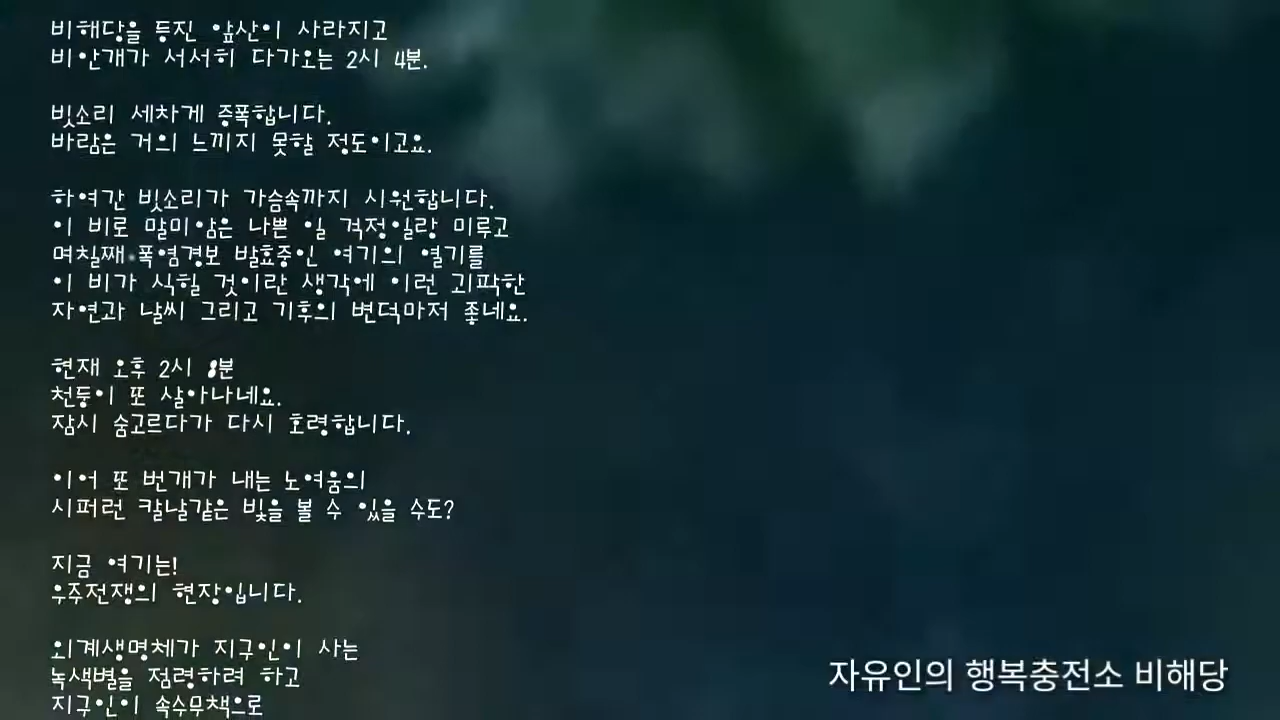 비해당을 등진 앞산이 사라지고
비안개가 서서히 다가오는 2시 4분.
빗소리 세차게 증폭합니다.
바람은 거의 느끼지 못할 정도이고요.
하여간 빗소리가 가슴속까지 시원합니다.
이 비로 말미암은 나쁜 일 걱정일랑 미루고
며칠째 폭염경보 발효중인 여기의 열기를
이 비가 식힐 것이란 생각에 이런 괴팍한
자연과 날씨 그리고 기후의 변덕마저 좋네요.
현재 오후 2시 8분
천둥이 또 살아나네요.
잠시 숨고르다가 다시 호령합니다.
이어 또 번개가 내는 노여움의
시퍼런 칼날같은 빛을 볼 수 있을 수도?
지금 여기는!
우주전쟁의 현장입니다.
외계생명체가 지구인이 사는
녹색별을 점령하려 하고
지구인이 속수무책으로
자유인의 행복충전소 비해당